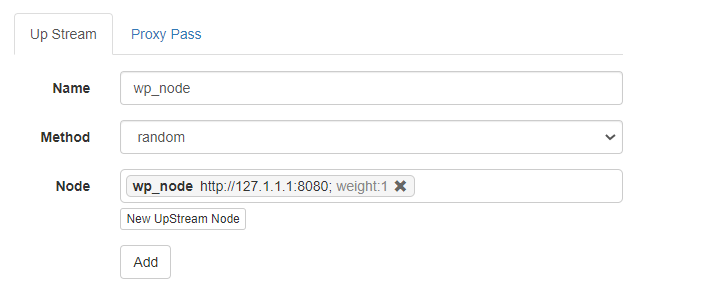 Up Stream Proxy Pass
Name wp_node
Method random
Node wp_node http://127.1.1.1:8080; weight:1 ✖
New UpStream Node
Add